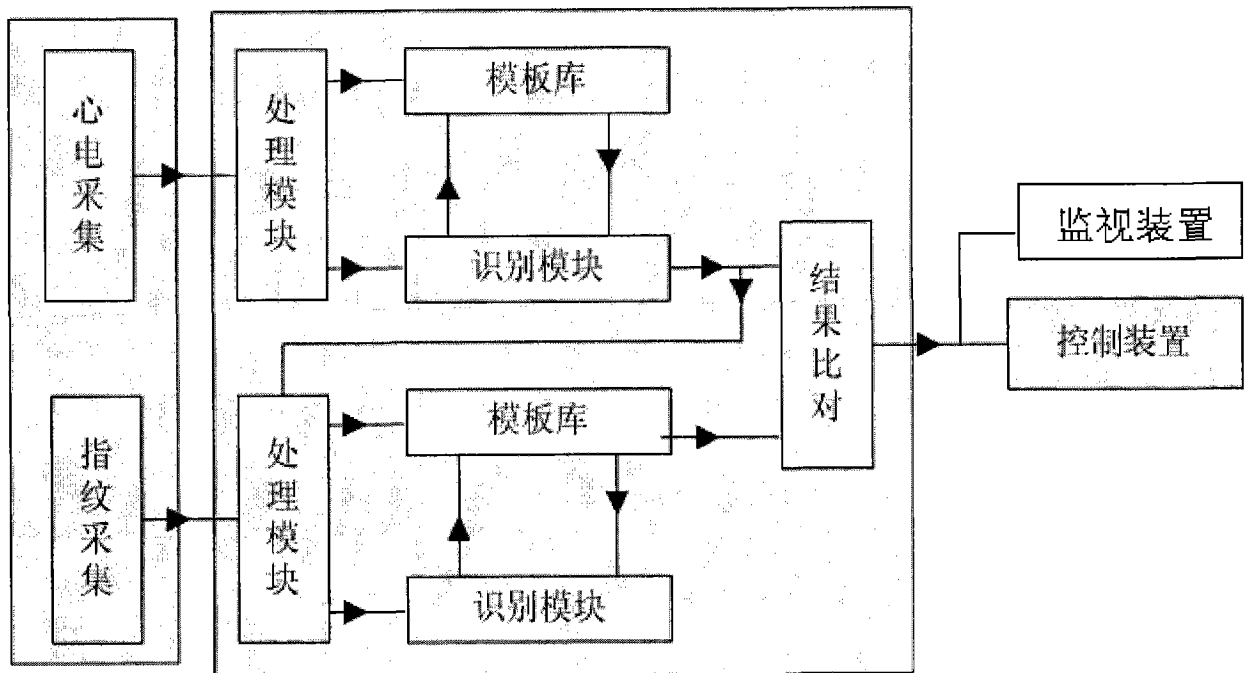 心电采集
处理模块
模板库
识别模块
指纹采集
处理模块
模板库
识别模块
结果比对
监视装置
控制装置